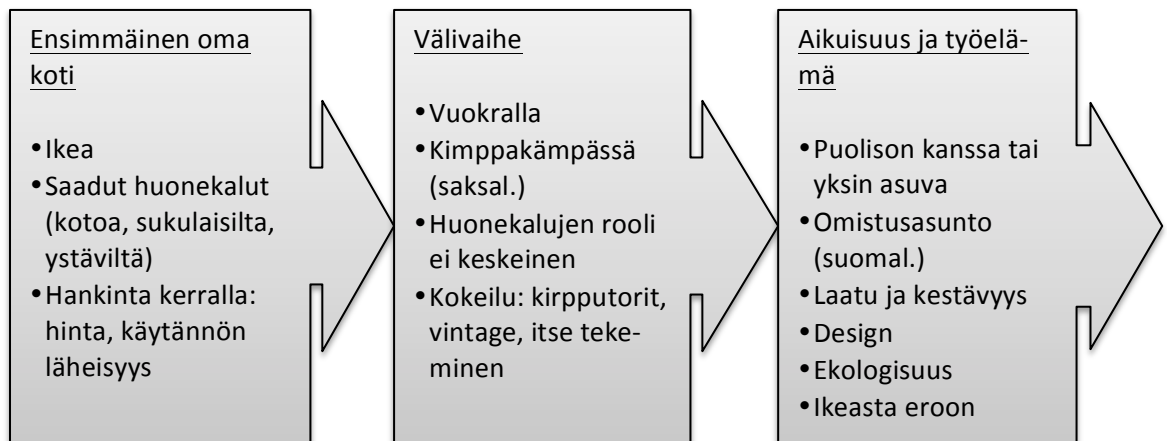 Ensimmäinen oma
koti
•Ikea
•Saadut huonekalut
(kotoa, sukulaisilta,
ystäviltä)
•Hankinta kerralla:
hinta, käytännön
läheisyys
Välivaihe
•Vuokralla
•Kimppakämpässä
(saksal.)
•Huonekalujen rooli
ei keskeinen
•Kokeilu: kirpputorit,
vintage, itse teke-
minen
Aikuisuus ja työelä-
mä
•Puolison kanssa tai
yksin asuva
•Omistusasunto
(suomal.)
•Laatu ja kestävyys
•Design
•Ekologisuus
•Ikeasta eroon